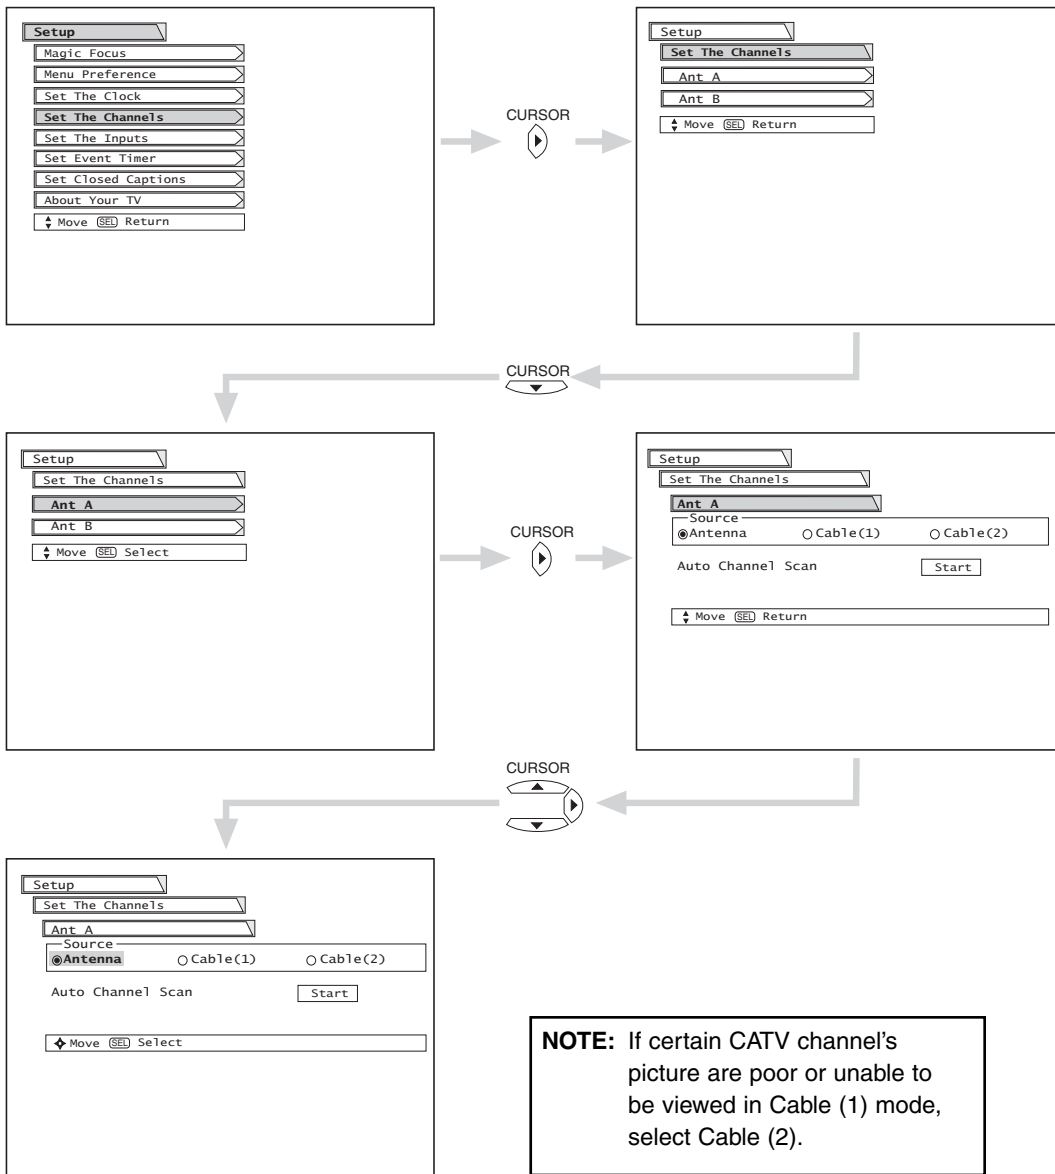 Setup
Magic Focus
Menu Preference
Set The Clock
Set The Channels
Set The Inputs
Set Event Timer
Set Closed Captions
About Your TV
Move SEL Return
CURSOR
Setup
Set The Channels
Ant A
Ant B
Move SEL Return
CURSOR
Setup
Set The Channels
Ant A
Ant B
Move SEL Select
CURSOR
Setup
Set The Channels
Ant A
Source
Antenna Cable(1) Cable(2)
Auto Channel Scan Start
Move SEL Return
CURSOR
Setup
Set The Channels
Ant A
Source
Antenna Cable(1) Cable(2)
Auto Channel Scan Start
Move SEL Select
NOTE: If certain CATV channel's
picture are poor or unable to
be viewed in Cable (1) mode,
select Cable (2).